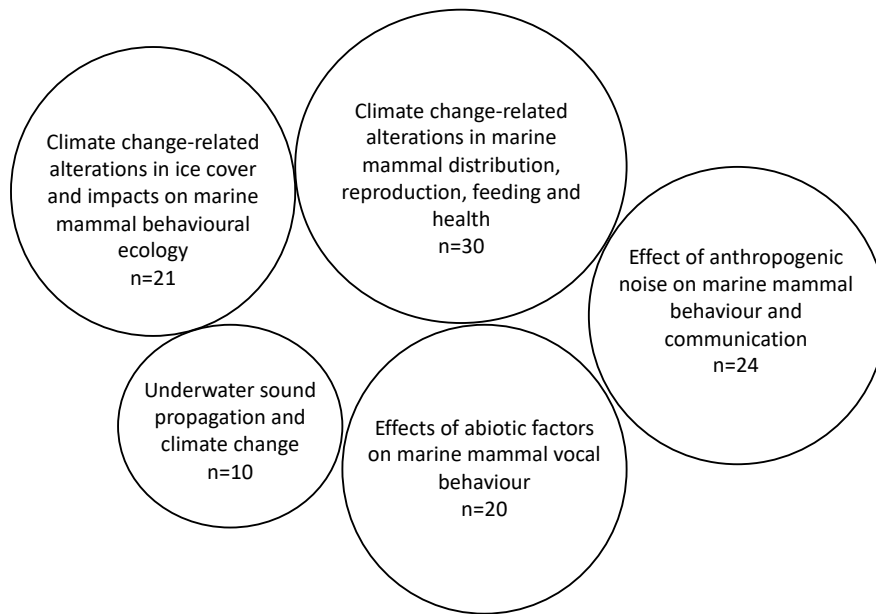 Climate change-related
alterations in ice cover
and impacts on marine
mammal behavioural
ecology
n=21
Climate change-related
alterations in marine
mammal distribution,
reproduction, feeding and
health
n=30
Effect of anthropogenic
noise on marine mammal
behaviour and
communication
n=24
Underwater sound
propagation and
climate change
n=10
Effects of abiotic factors
on marine mammal vocal
behaviour
n=20